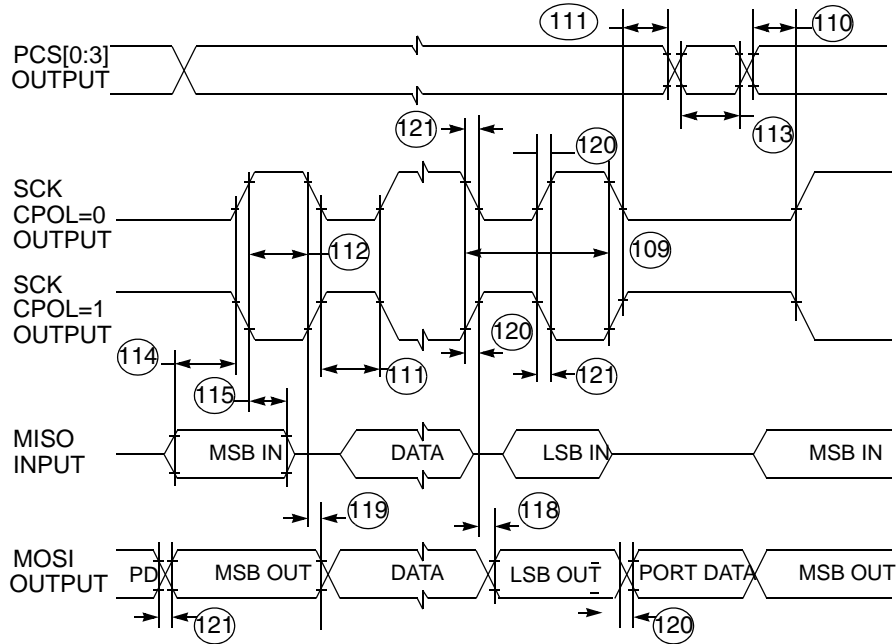 111
110
PCS[0:3]
OUTPUT
113
121
120
SCK
CPOL=0
OUTPUT
112
109
SCK
CPOL=1
OUTPUT
120
114
111
121
115
MISO
INPUT
MSB IN
DATA
LSB IN
MSB IN
119
118
MOSI
OUTPUT
PD
MSB OUT
DATA
LSB OUT
PORT DATA
MSB OUT
121
120